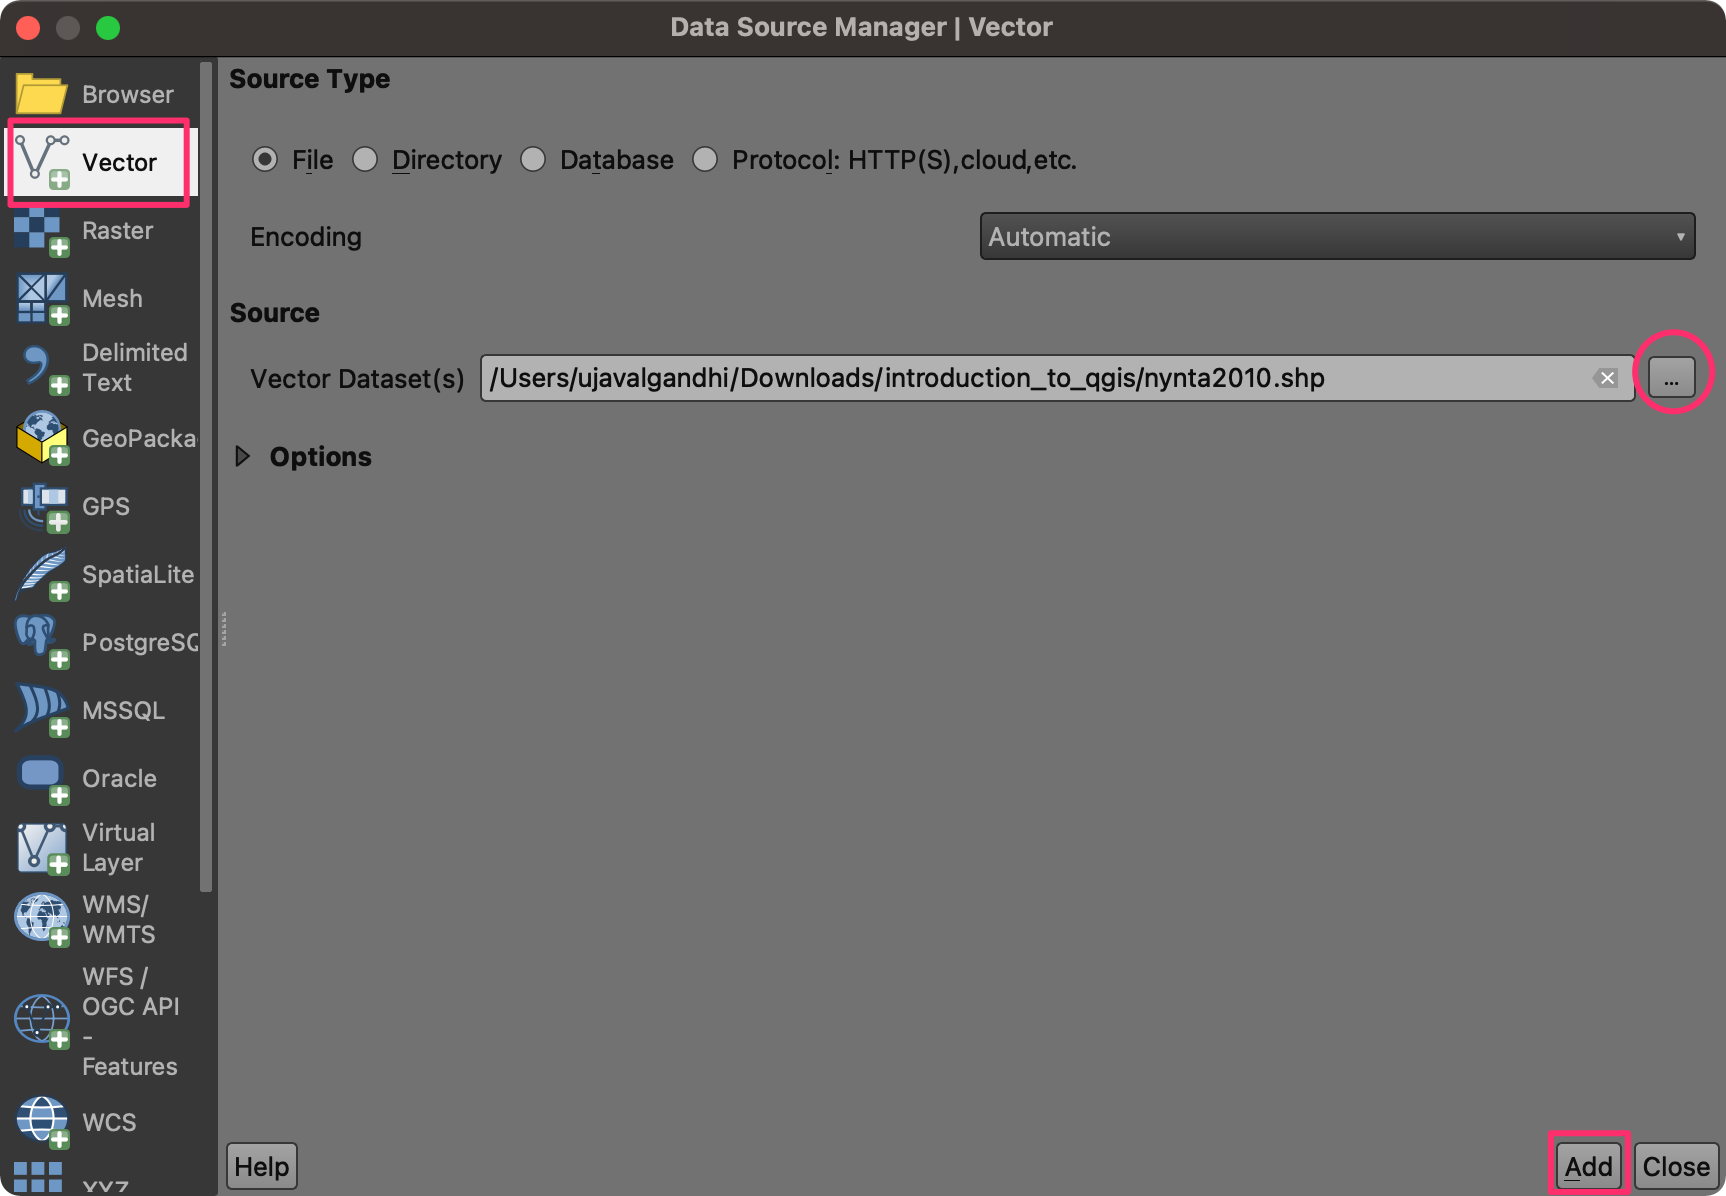 Data Source Manager | Vector
Browser
Vector
Raster
Mesh
Delimited
Text
GeoPacka
GPS
SpatiaLite
PostgreSQ
MSSQL
Oracle
Virtual
Layer
WMS/
WMTS
WFS /
OGC API
-
Features
WCS
XYZ
Source Type
File Directory Database Protocol: HTTP(S),cloud,etc.
Encoding Automatic
Source
Vector Dataset(s) /Users/ujavalgandhi/Downloads/introduction_to_qgis/nynta2010.shp ...
Options
Help Add Close